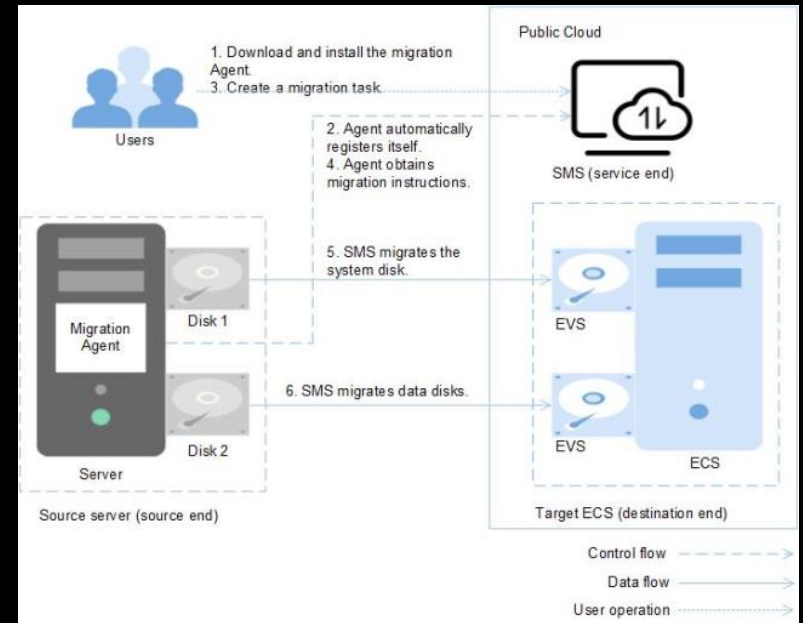 Public Cloud
1. Download and install the migration
Agent.
3. Create a migration task.
Users
2. Agent automatically
registers itself.
4. Agent obtains
migration instructions.
SMS (service end)
5. SMS migrates the
system disk.
Migration
Agent
Disk 1
EVS
6. SMS migrates data disks.
Disk 2
EVS
Server
ECS
Source server (source end)
Target ECS (destination end)
Control flow
Data flow
User operation